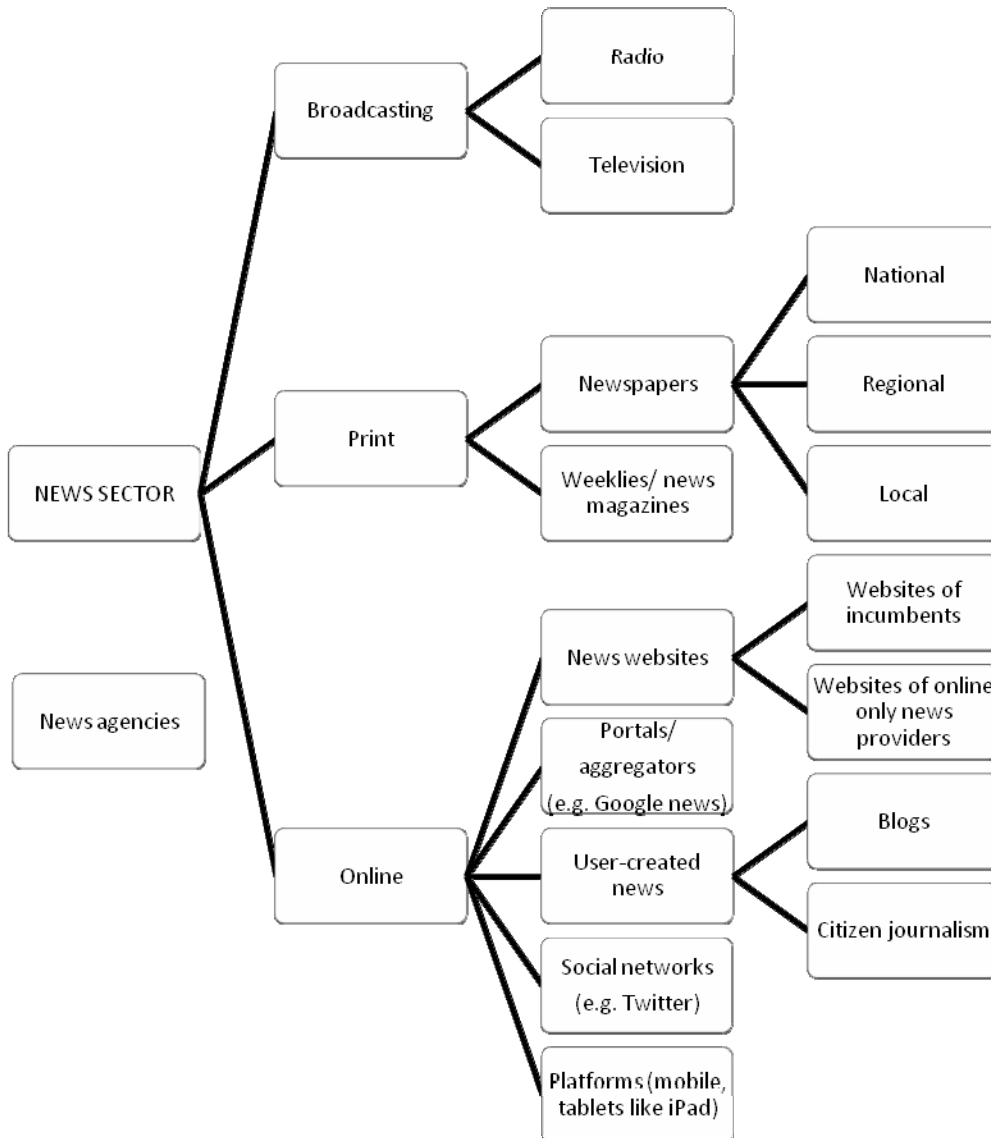 Radio
Broadcasting
Television
National
Newspapers
Regional
Print
Weeklies/ news
magazines
Local
NEWS SECTOR
Websites of
incumbents
News websites
Websites of online
only news
providers
News agencies
Portals/
aggregators
(e.g. Google news)
Blogs
Online
User-created
news
Citizen journalism
Social networks
(e.g. Twitter)
Platforms (mobile,
tablets like iPad)